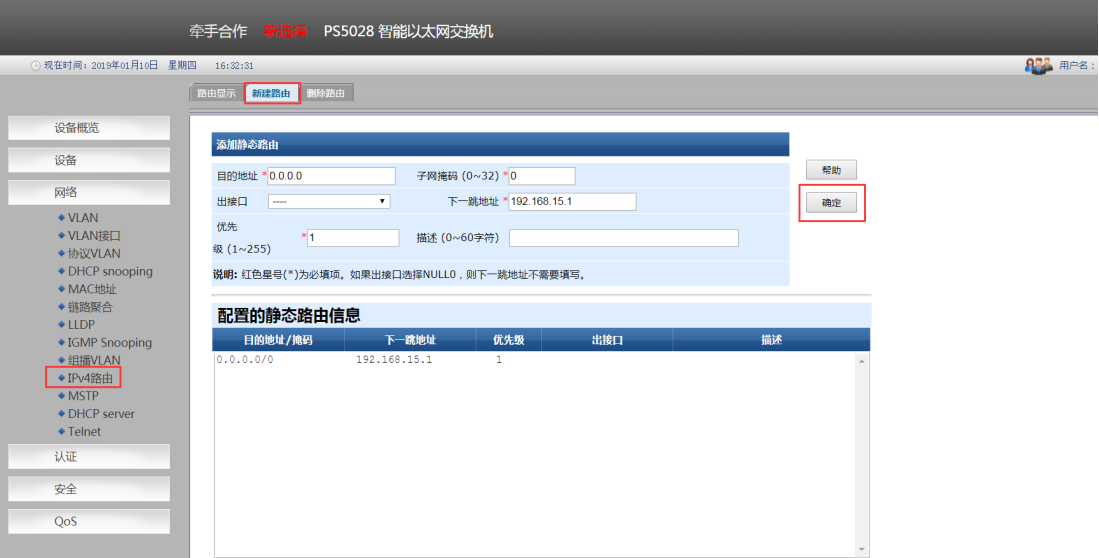 牵手合作 新选择 PS5028 智能以太网交换机
现在时间：2019年01月10日 星期四 16:32:31
用户名：
路由显示 新建路由 删除路由
设备概览
设备
网络
VLAN
VLAN接口
协议VLAN
DHCP snooping
MAC地址
链路聚合
LLDP
IGMP Snooping
组播VLAN
IPv4路由
MSTP
DHCP server
Telnet
认证
安全
QoS
添加静态路由
目的地址 *0.0.0.0 子网掩码 (0~32) *0
出接口 ---- 下一跳地址 *192.168.15.1
优先
级 (1~255) *1 描述 (0~60字符)
说明: 红色星号(*)为必填项。如果出接口选择NULL0，则下一跳地址不需要填写。
帮助
确定
配置的静态路由信息
目的地址/掩码 下一跳地址 优先级 出接口 描述
0.0.0.0/0 192.168.15.1 1